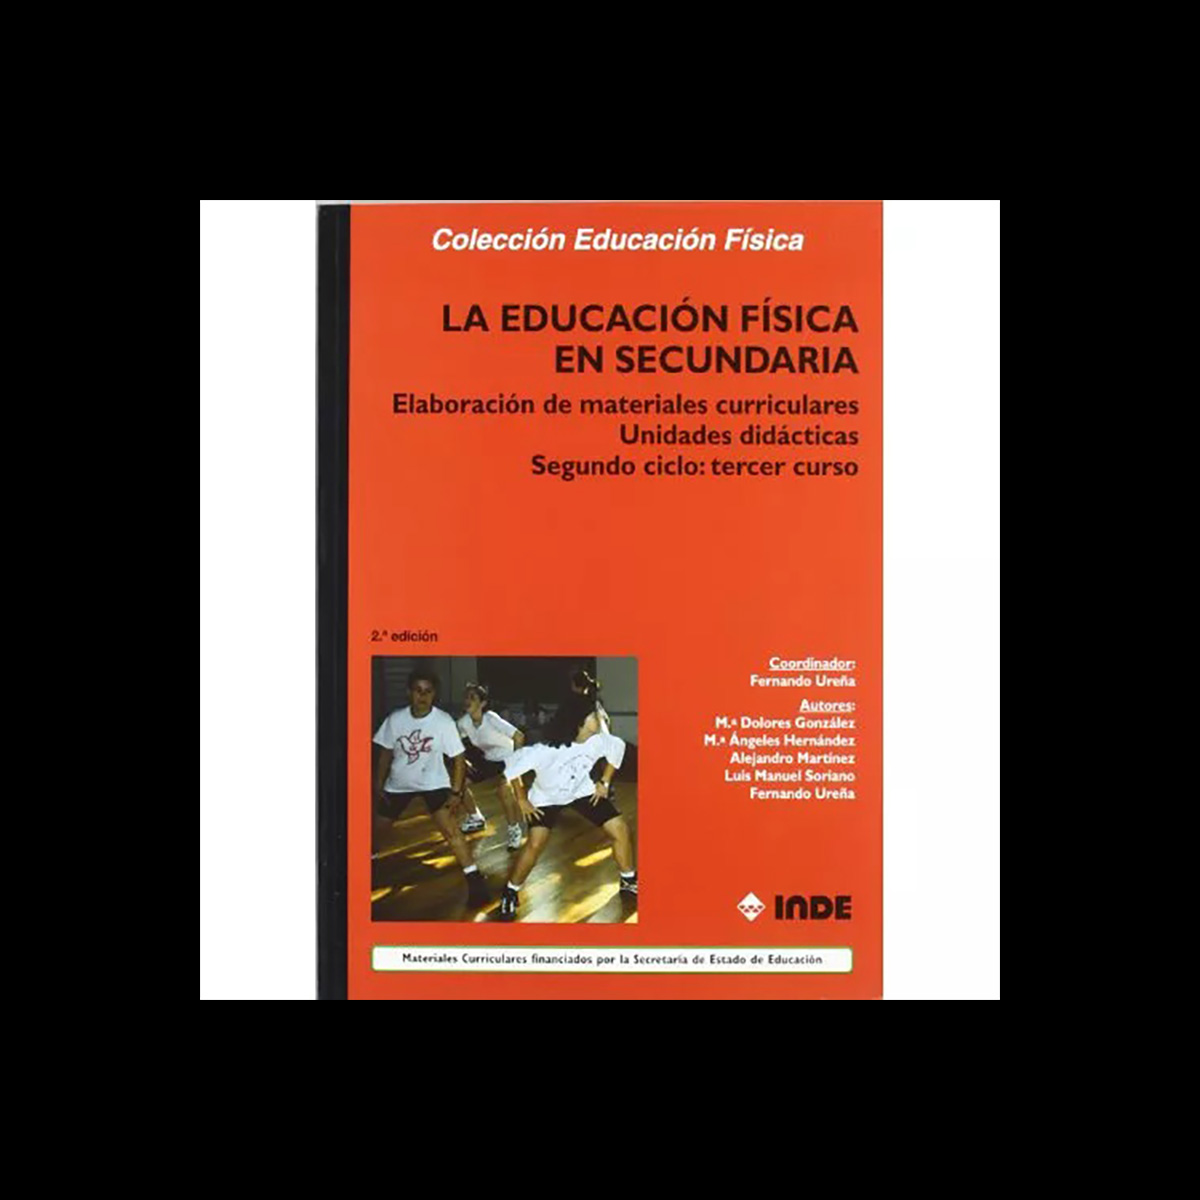 Colección Educación Física
LA EDUCACIÓN FÍSICA
EN SECUNDARIA
Elaboración de materiales curriculares
Unidades didácticas
Segundo ciclo: tercer curso
2.ª edición
Coordinador:
Fernando Ureña
Autores:
M.ª Dolores González
M.ª Ángeles Hernández
Alejandro Martínez
Luis Manuel Soriano
Fernando Ureña
INDE
Materiales Curriculares financiados por la Secretaría de Estado de Educación